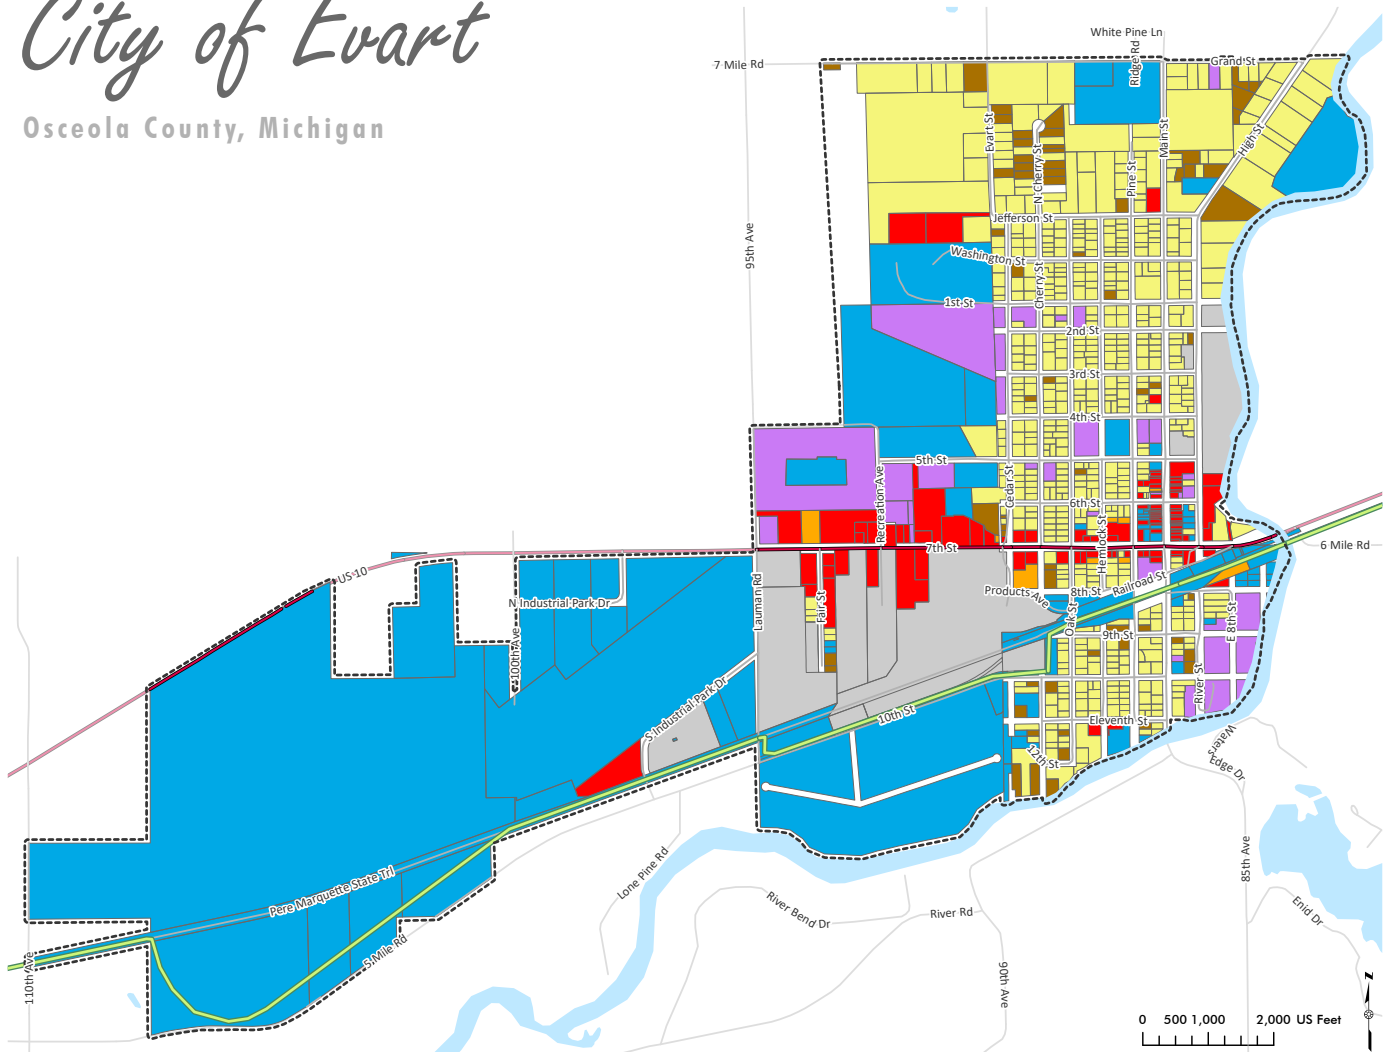 City of Evart
Osceola County, Michigan
White Pine Ln
7 Mile Rd
Ridge Rd
Grand St
Evart St
Main St
High St
N Cherry St
Pine St
Jefferson St
95th Ave
Washington St
Cherry St
1st St
2nd St
3rd St
4th St
5th St
Cedar St
Recreation Ave
6th St
Hemlock St
7th St
6 Mile Rd
US 10
Lauman Rd
Fair St
N Industrial Park Dr
Products Ave
8th St
Railroad St
Oak St
9th St
E 8th St
100th Ave
River St
S Industrial Park Dr
10th St
Eleventh St
12th St
Waters
Edge Dr
Lone Pine Rd
85th Ave
Pere Marquette State Trl
River Bend Dr
River Rd
Enid Dr
5 Mile Rd
110th Ave
90th Ave
N
0 500 1,000 2,000 US Feet